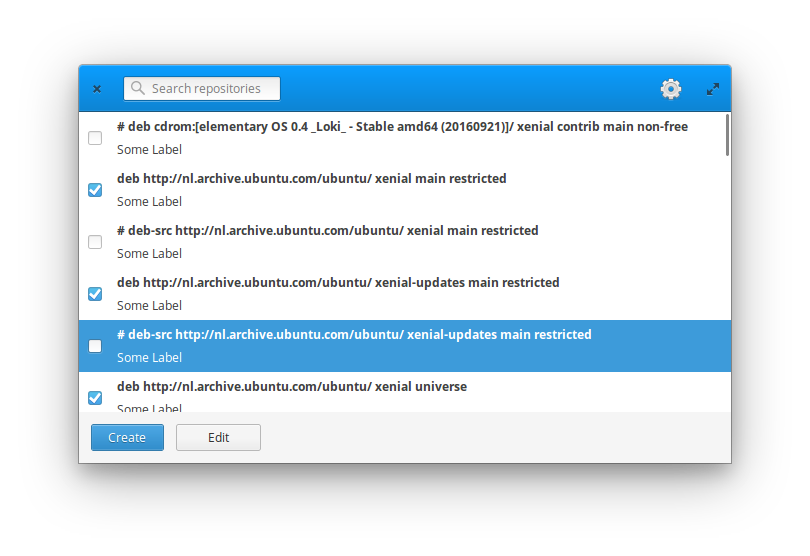 Search repositories
# deb cdrom:[elementary OS 0.4 _Loki_ - Stable amd64 (20160921)]/ xenial contrib main non-free
Some Label
deb http://nl.archive.ubuntu.com/ubuntu/ xenial main restricted
Some Label
# deb-src http://nl.archive.ubuntu.com/ubuntu/ xenial main restricted
Some Label
deb http://nl.archive.ubuntu.com/ubuntu/ xenial-updates main restricted
Some Label
# deb-src http://nl.archive.ubuntu.com/ubuntu/ xenial-updates main restricted
Some Label
deb http://nl.archive.ubuntu.com/ubuntu/ xenial universe
Some Label
Create Edit